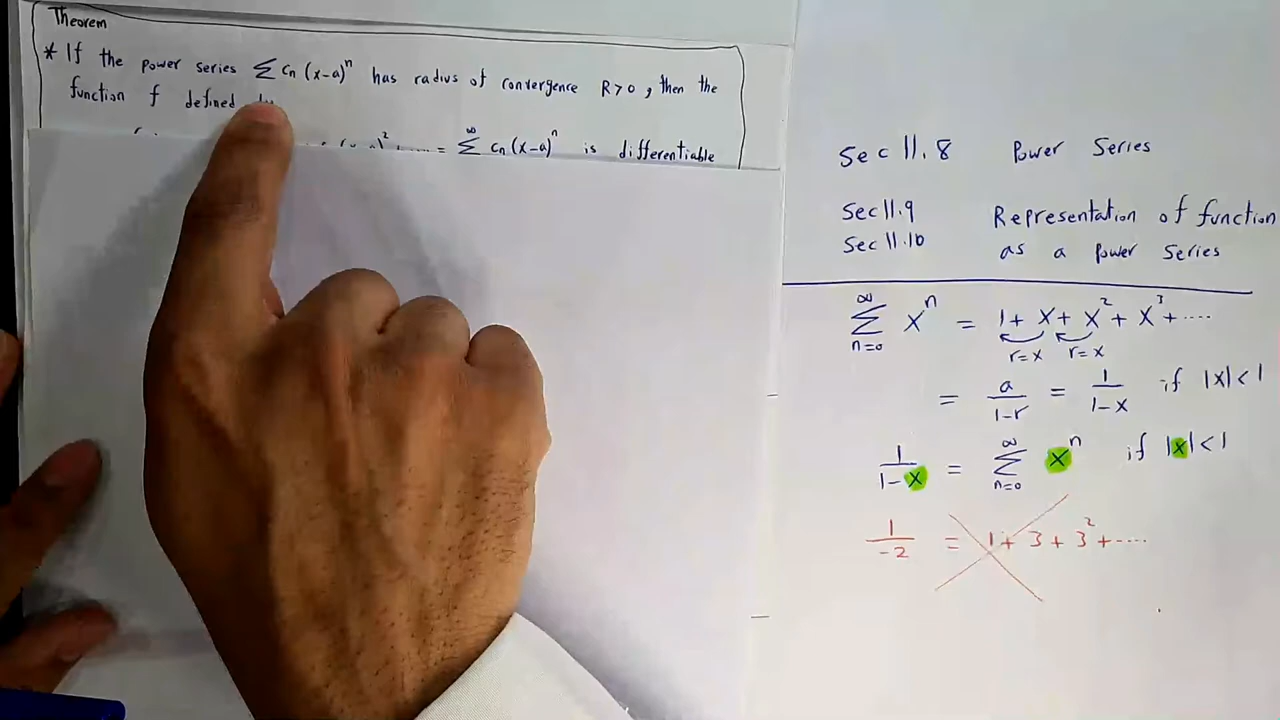 Theorem
* If the power series ∑ cn (x-a)^n has radius of convergence R > 0 , then the
function f defined
= ∑^∞ cn (x-a)^n is differentiable
Sec 11.8 Power Series
Sec 11.9 Representation of function
Sec 11.10 as a Power Series
∞∑n=0 x^n = 1 + x + x^2 + x^3 + ....
r=x r=x
= a/1-r = 1/1-x if |x| < 1
1/1-x = ∞∑n=0 x^n if |x| < 1
1/-2 = 1 + 3 + 3^2 + ....